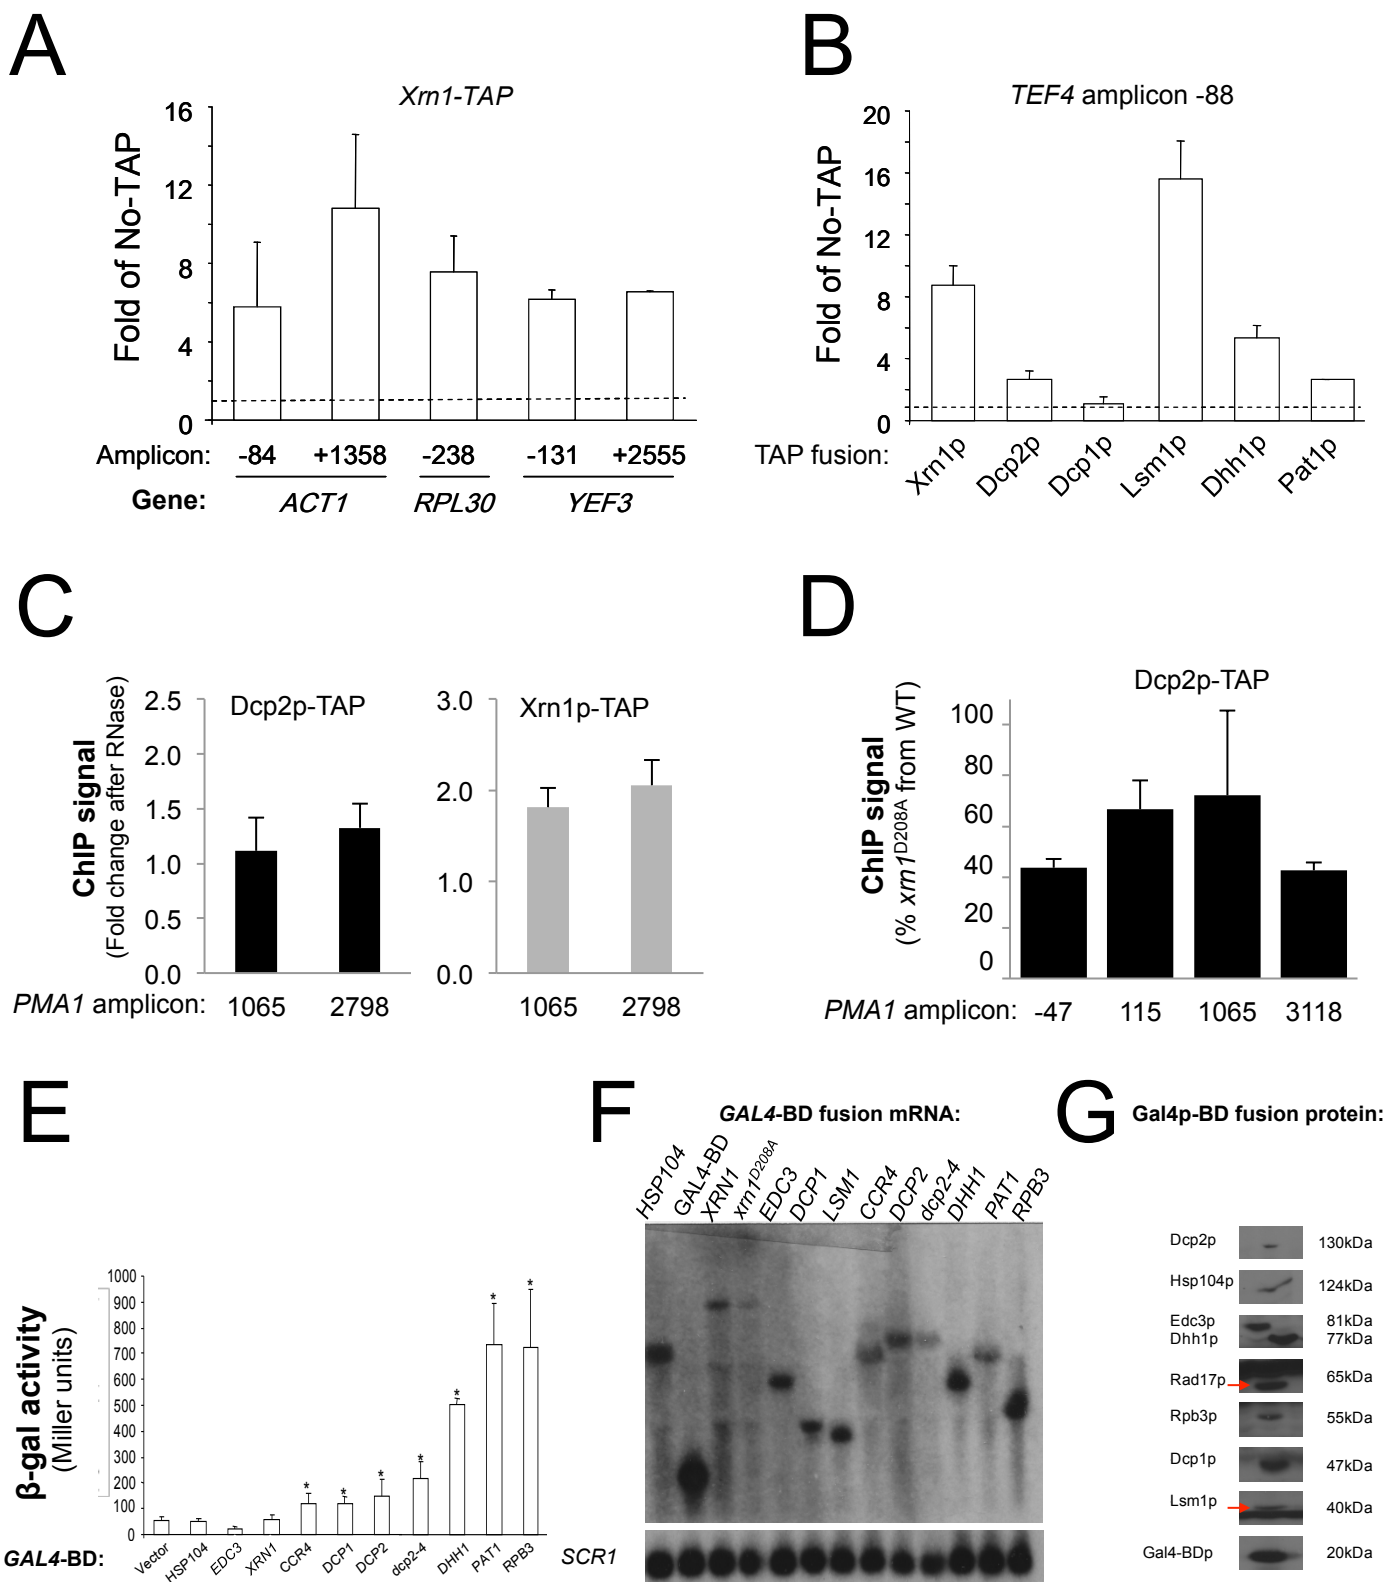 A
Xrn1-TAP
Fold of No-TAP
16
12
8
4
0
Amplicon: -84 +1358 -238 -131 +2555
Gene: ACT1 RPL30 YEF3
B
TEF4 amplicon -88
Fold of No-TAP
20
16
12
8
4
0
TAP fusion: Xrn1p Dcp2p Dcp1p Lsm1p Dhh1p Pat1p
C
ChIP signal
(Fold change after RNase)
Dcp2p-TAP
2.5
2.0
1.5
1.0
0.5
0.0
Xrn1p-TAP
3.0
2.0
1.0
0.0
PMA1 amplicon: 1065 2798 1065 2798
D
Dcp2p-TAP
ChIP signal
(% xrn1D208A from WT)
100
80
60
40
20
0
PMA1 amplicon: -47 115 1065 3118
E
β-gal activity
(Miller units)
1000
900
800
700
600
500
400
300
200
100
0
* * * * * * *
GAL4-BD: Vector HSP104 EDC3 XRN1 CCR4 DCP1 DCP2 dcp2-4 DHH1 PAT1 RPB3
F
GAL4-BD fusion mRNA:
HSP104 GAL4-BD XRN1 xrn1D208A EDC3 DCP1 LSM1 CCR4 DCP2 dcp2-4 DHH1 PAT1 RPB3
SCR1
G
Gal4p-BD fusion protein:
Dcp2p 130kDa
Hsp104p 124kDa
Edc3p 81kDa
Dhh1p 77kDa
Rad17p 65kDa
Rpb3p 55kDa
Dcp1p 47kDa
Lsm1p 40kDa
Gal4-BDp 20kDa